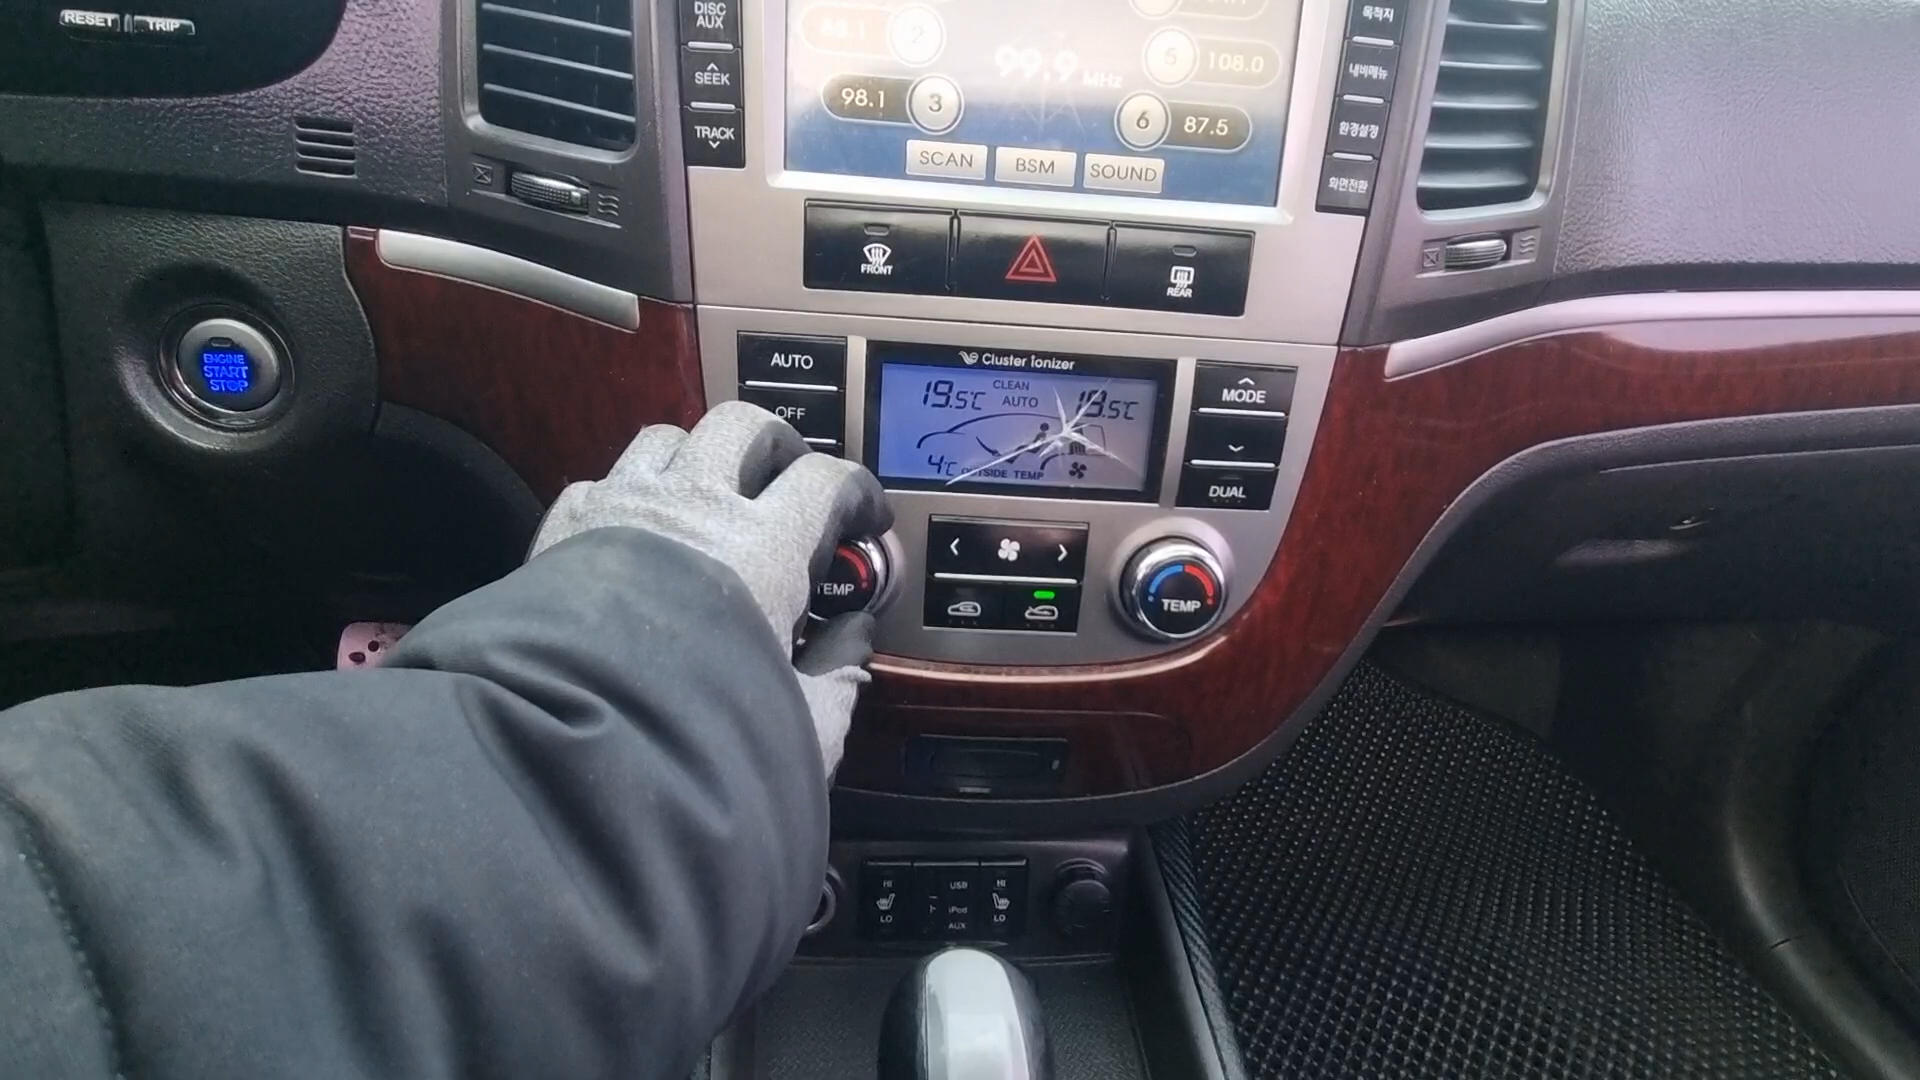 RESET
TRIP
DISC
AUX
SEEK
TRACK
2
99.9 MHz
5
108.0
98.1
3
6
87.5
SCAN
BSM
SOUND
목적지
내비메뉴
환경설정
화면전환
FRONT
REAR
ENGINE
START
STOP
AUTO
OFF
Cluster ionizer
19.5℃
CLEAN
AUTO
19.5℃
4℃
OUTSIDE TEMP
MODE
DUAL
TEMP
TEMP
HI
LO
USB
iPod
AUX
HI
LO